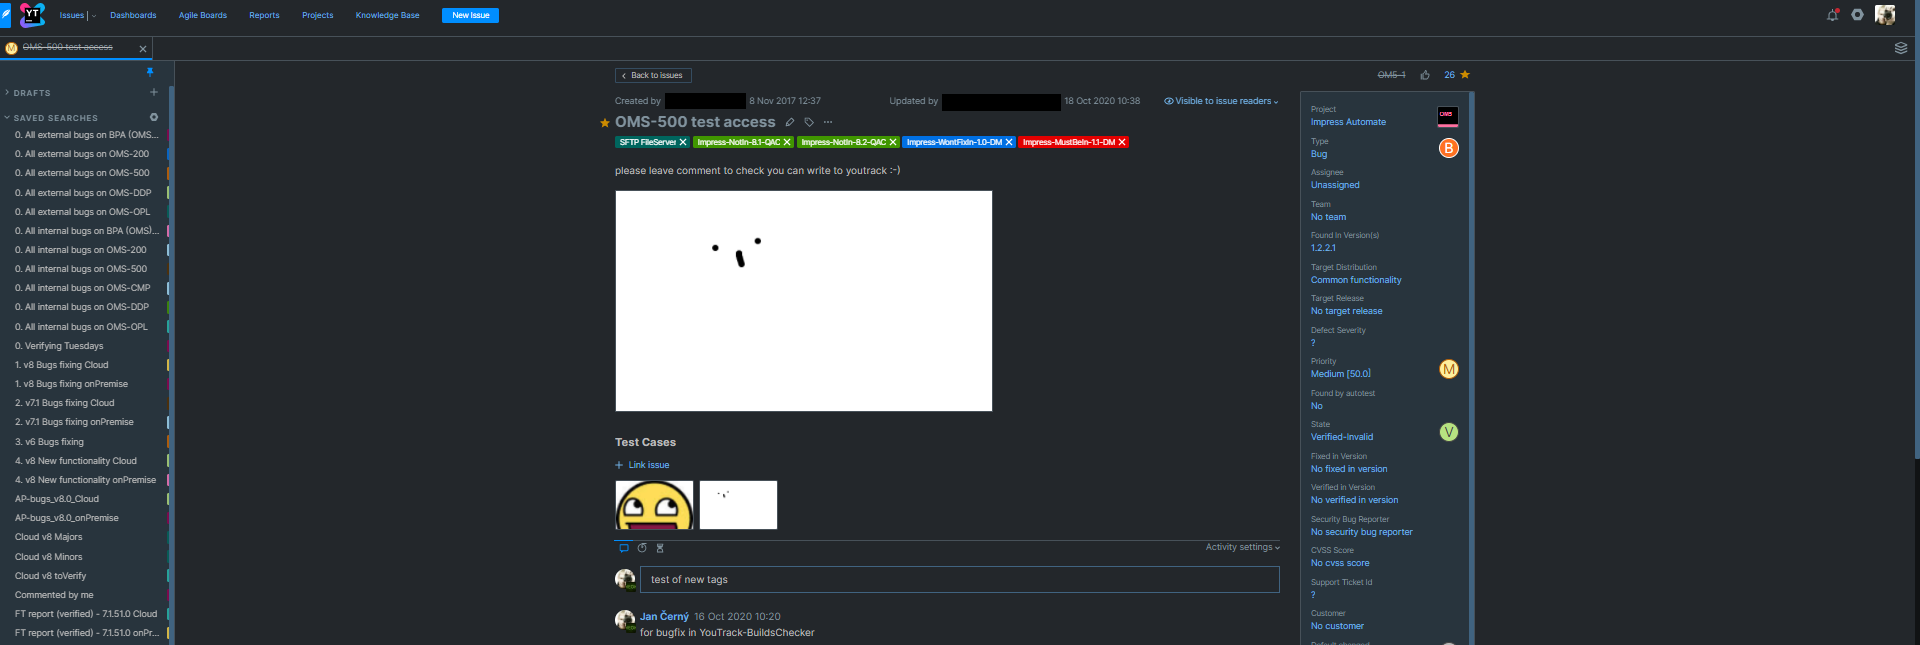 YT
Issues
Dashboards
Agile Boards
Reports
Projects
Knowledge Base
New Issue
M
OMS-500 test access
DRAFTS
SAVED SEARCHES
0. All external bugs on BPA (OMS...
0. All external bugs on OMS-200
0. All external bugs on OMS-500
0. All external bugs on OMS-DDP
0. All external bugs on OMS-OPL
0. All internal bugs on BPA (OMS)...
0. All internal bugs on OMS-200
0. All internal bugs on OMS-500
0. All internal bugs on OMS-CMP
0. All internal bugs on OMS-DDP
0. All internal bugs on OMS-OPL
0. Verifying Tuesdays
1. v8 Bugs fixing Cloud
1. v8 Bugs fixing onPremise
2. v7.1 Bugs fixing Cloud
2. v7.1 Bugs fixing onPremise
3. v6 Bugs fixing
4. v8 New functionality Cloud
4. v8 New functionality onPremise
AP-bugs_v8.0_Cloud
AP-bugs_v8.0_onPremise
Cloud v8 Majors
Cloud v8 Minors
Cloud v8 toVerify
Commented by me
FT report (verified) - 7.1.51.0 Cloud
FT report (verified) - 7.1.51.0 onPr...
Back to issues
OMS-1
26
Created by
8 Nov 2017 12:37
Updated by
18 Oct 2020 10:38
Visible to issue readers
OMS-500 test access
SFTP FileServer
Impress-NotIn-8.1-QAC
Impress-NotIn-8.2-QAC
Impress-WontFixIn-1.0-DM
Impress-MustBeIn-1.1-DM
please leave comment to check you can write to youtrack :-)
Test Cases
Link issue
Activity settings
test of new tags
Jan Černý 16 Oct 2020 10:20
for bugfix in YouTrack-BuildsChecker
Project
Impress Automate
OMS
Type
Bug
B
Assignee
Unassigned
Team
No team
Found In Version(s)
1.2.2.1
Target Distribution
Common functionality
Target Release
No target release
Defect Severity
?
Priority
Medium [50.0]
M
Found by autotest
No
State
Verified-Invalid
V
Fixed in Version
No fixed in version
Verified in Version
No verified in version
Security Bug Reporter
No security bug reporter
CVSS Score
No cvss score
Support Ticket Id
?
Customer
No customer